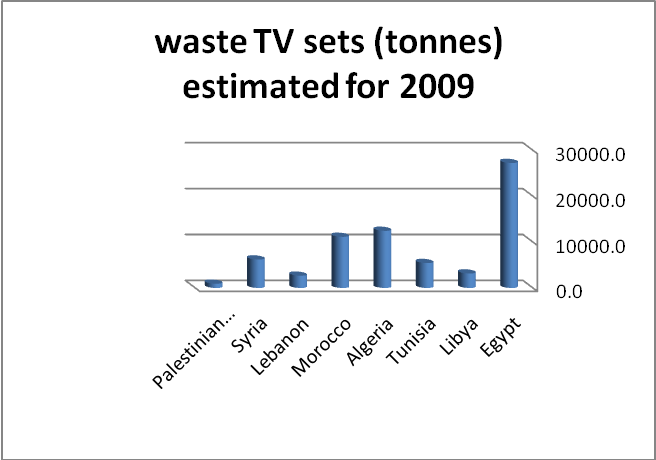 waste TV sets (tonnes)
estimated for 2009
30000.0
20000.0
10000.0
0.0
Palestinian...
Syria
Lebanon
Morocco
Algeria
Tunisia
Libya
Egypt